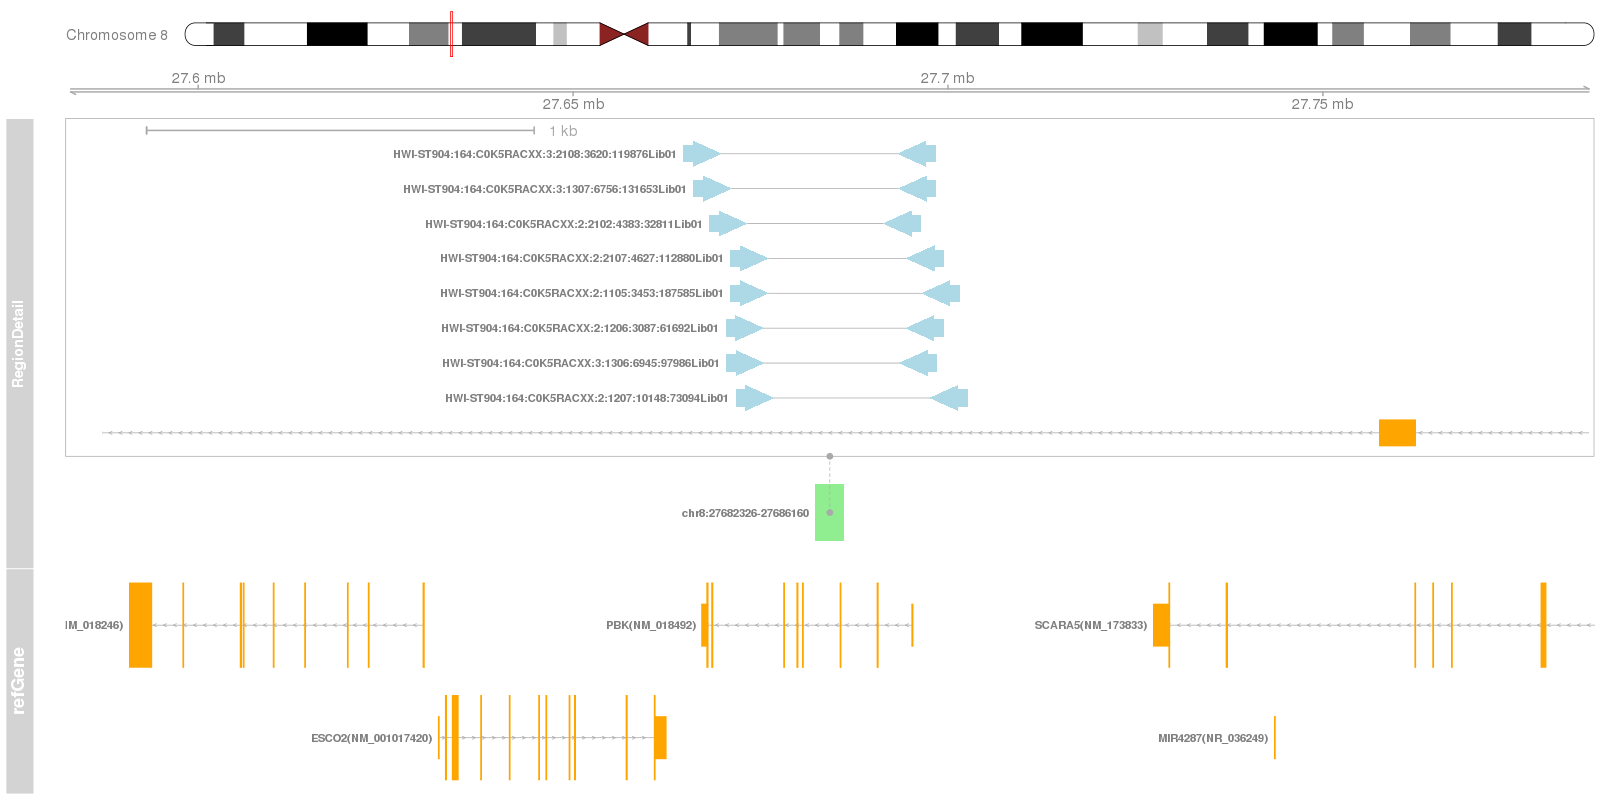 Chromosome 8
27.6 mb
27.7 mb
27.65 mb
27.75 mb
1 kb
HWI-ST904:164:C0K5RACXX:3:2108:3620:119876Lib01
HWI-ST904:164:C0K5RACXX:3:1307:6756:131653Lib01
HWI-ST904:164:C0K5RACXX:2:2102:4383:32811Lib01
HWI-ST904:164:C0K5RACXX:2:2107:4627:112880Lib01
HWI-ST904:164:C0K5RACXX:2:1105:3453:187585Lib01
HWI-ST904:164:C0K5RACXX:2:1206:3087:61692Lib01
HWI-ST904:164:C0K5RACXX:3:1306:6945:97986Lib01
HWI-ST904:164:C0K5RACXX:2:1207:10148:73094Lib01
RegionDetail
chr8:27682326-27686160
M_018246)
PBK(NM_018492)
SCARA5(NM_173833)
refGene
ESCO2(NM_001017420)
MIR4287(NR_036249)